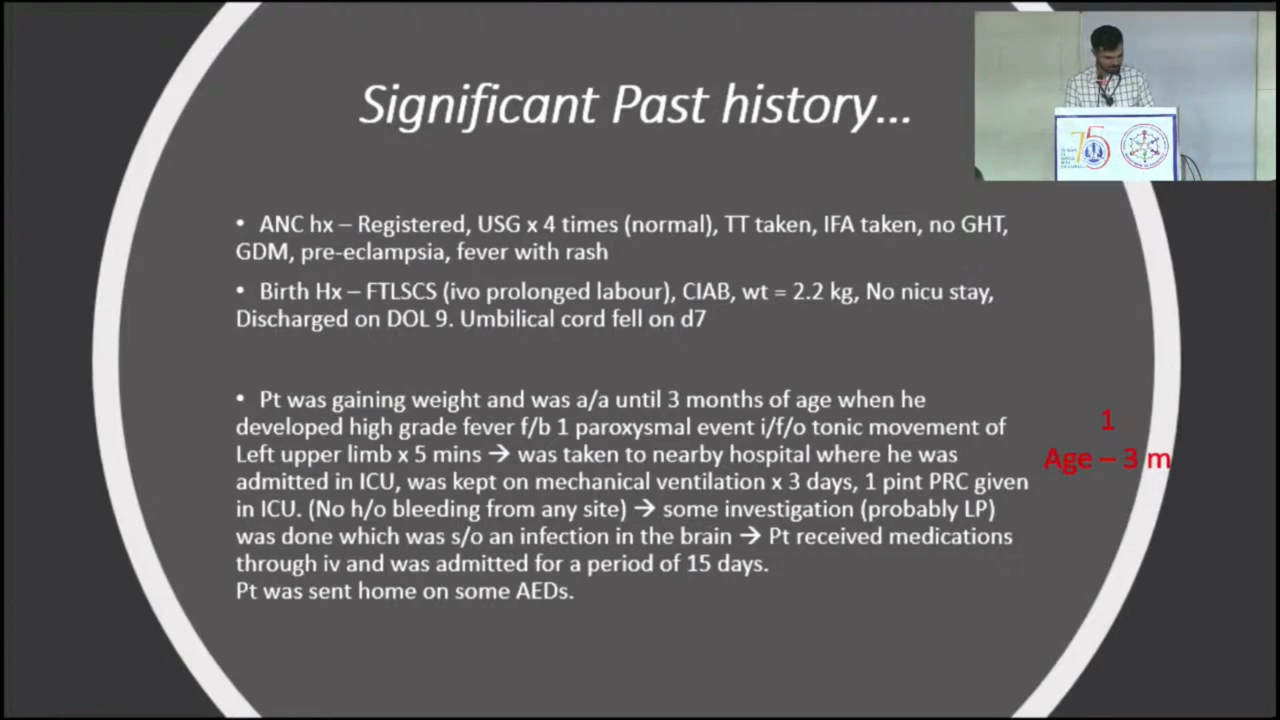 Significant Past history...
• ANC hx – Registered, USG x 4 times (normal), TT taken, IFA taken, no GHT,
GDM, pre-eclampsia, fever with rash
• Birth Hx – FTLSCS (ivo prolonged labour), CIAB, wt = 2.2 kg, No nicu stay,
Discharged on DOL 9. Umbilical cord fell on d7
• Pt was gaining weight and was a/a until 3 months of age when he
developed high grade fever f/b 1 paroxysmal event i/f/o tonic movement of
Left upper limb x 5 mins → was taken to nearby hospital where he was
admitted in ICU, was kept on mechanical ventilation x 3 days, 1 pint PRC given
in ICU. (No h/o bleeding from any site) → some investigation (probably LP)
was done which was s/o an infection in the brain → Pt received medications
through iv and was admitted for a period of 15 days.
Pt was sent home on some AEDs.
1
Age – 3 m
75